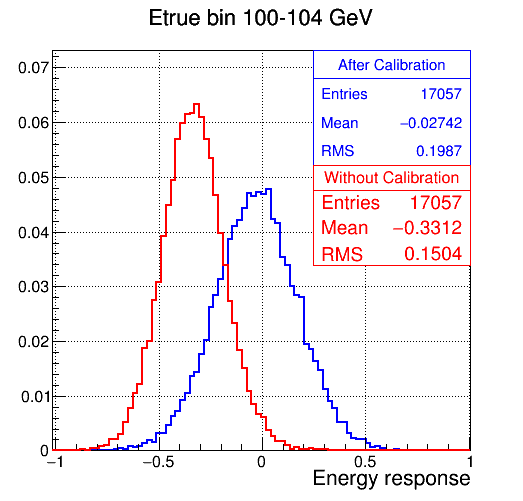 Etrue bin 100-104 GeV
After Calibration
Entries 17057
Mean −0.02742
RMS 0.1987
Without Calibration
Entries 17057
Mean −0.3312
RMS 0.1504
0.07
0.06
0.05
0.04
0.03
0.02
0.01
0
−1 −0.5 0 0.5 1
Energy response